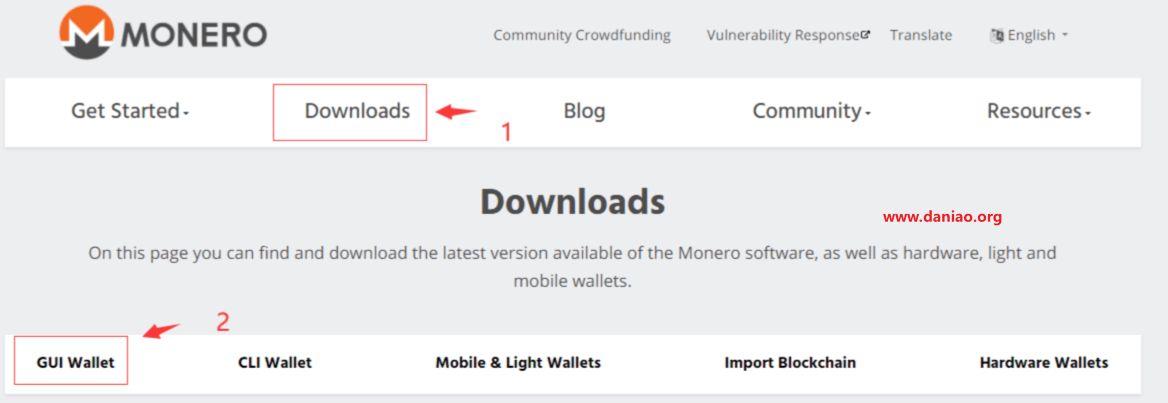 MONERO
Community Crowdfunding Vulnerability Response Translate English
Get Started Downloads Blog Community Resources
1
Downloads
www.daniao.org
On this page you can find and download the latest version available of the Monero software, as well as hardware, light and
mobile wallets.
2
GUI Wallet CLI Wallet Mobile & Light Wallets Import Blockchain Hardware Wallets